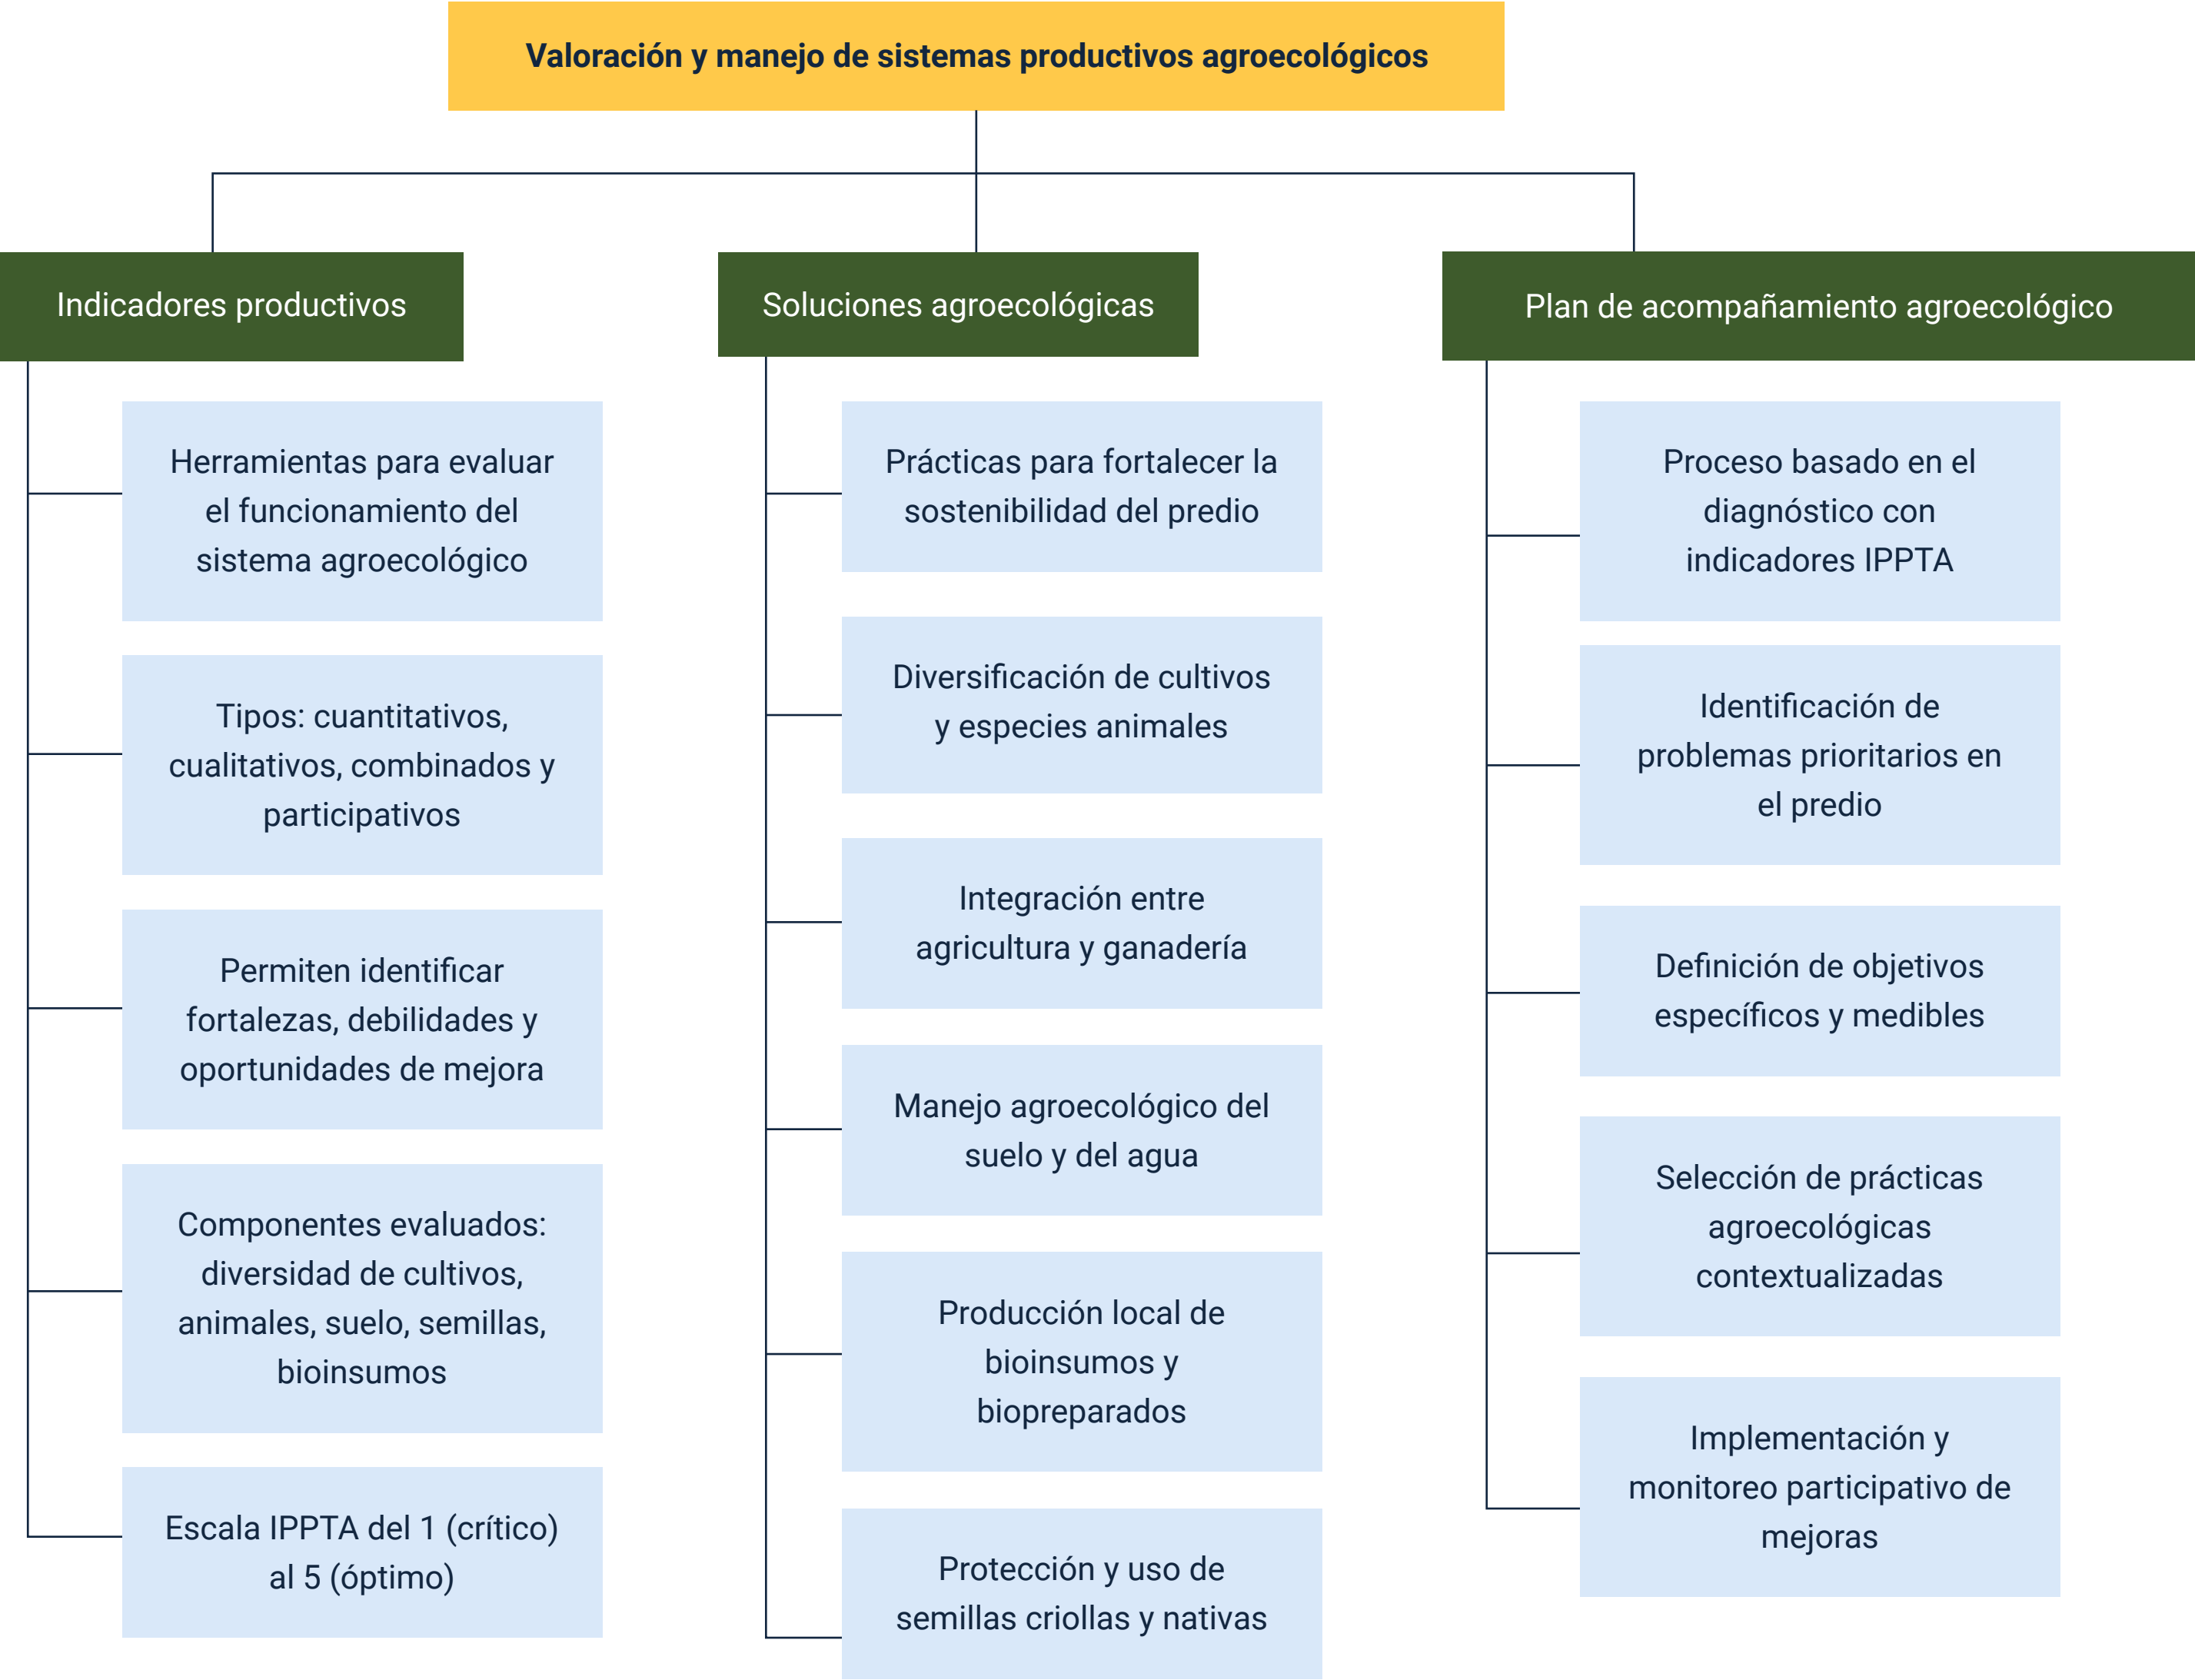 Valoración y manejo de sistemas productivos agroecológicos
Indicadores productivos
Herramientas para evaluar
el funcionamiento del
sistema agroecológico
Tipos: cuantitativos,
cualitativos, combinados y
participativos
Permiten identificar
fortalezas, debilidades y
oportunidades de mejora
Componentes evaluados:
diversidad de cultivos,
animales, suelo, semillas,
bioinsumos
Escala IPPTA del 1 (crítico)
al 5 (óptimo)
Soluciones agroecológicas
Prácticas para fortalecer la
sostenibilidad del predio
Diversificación de cultivos
y especies animales
Integración entre
agricultura y ganadería
Manejo agroecológico del
suelo y del agua
Producción local de
bioinsumos y
biopreparados
Protección y uso de
semillas criollas y nativas
Plan de acompañamiento agroecológico
Proceso basado en el
diagnóstico con
indicadores IPPTA
Identificación de
problemas prioritarios en
el predio
Definición de objetivos
específicos y medibles
Selección de prácticas
agroecológicas
contextualizadas
Implementación y
monitoreo participativo de
mejoras